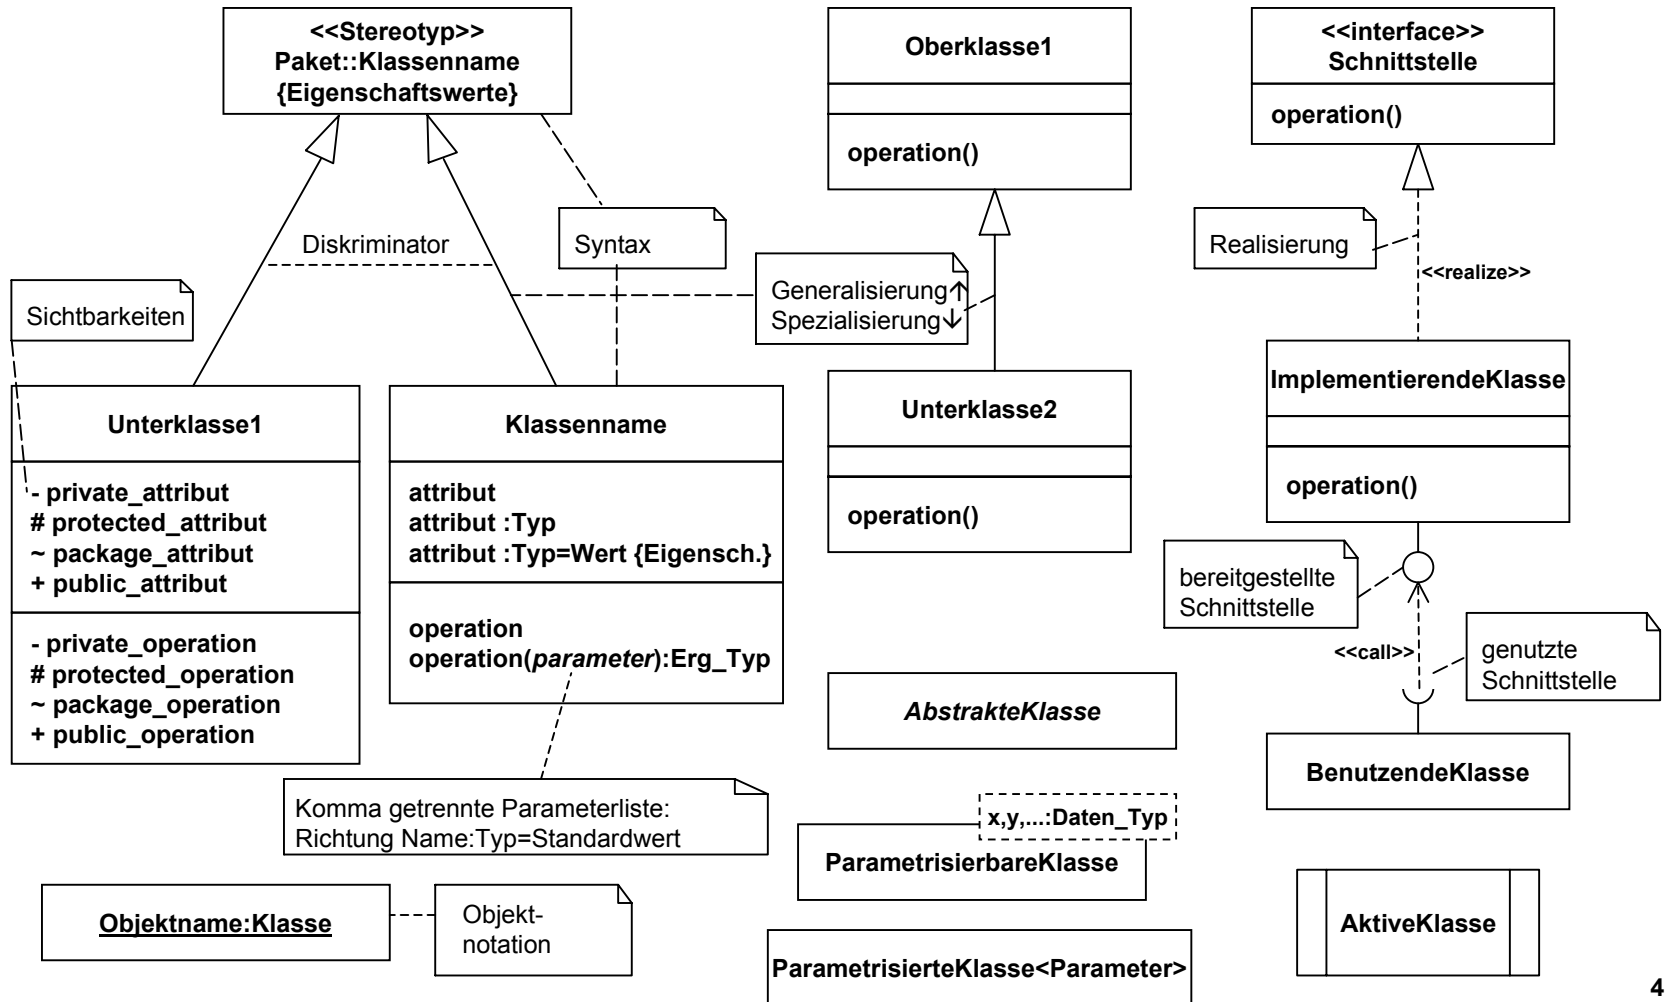 <<Stereotyp>>
Paket::Klassenname
{Eigenschaftswerte}
Oberklasse1
operation()
<<interface>>
Schnittstelle
operation()
Diskriminator
Syntax
Generalisierung↑
Spezialisierung↓
Realisierung
<<realize>>
Sichtbarkeiten
Unterklasse1
- private_attribut
# protected_attribut
~ package_attribut
+ public_attribut
- private_operation
# protected_operation
~ package_operation
+ public_operation
Klassenname
attribut
attribut :Typ
attribut :Typ=Wert {Eigensch.}
operation
operation(parameter):Erg_Typ
Unterklasse2
operation()
ImplementierendeKlasse
operation()
bereitgestellte
Schnittstelle
<<call>>
genutzte
Schnittstelle
AbstrakteKlasse
BenutzendeKlasse
Komma getrennte Parameterliste:
Richtung Name:Typ=Standardwert
x,y,...:Daten_Typ
ParametrisierbareKlasse
Objektname:Klasse
Objekt-
notation
ParametrisierteKlasse<Parameter>
AktiveKlasse
4